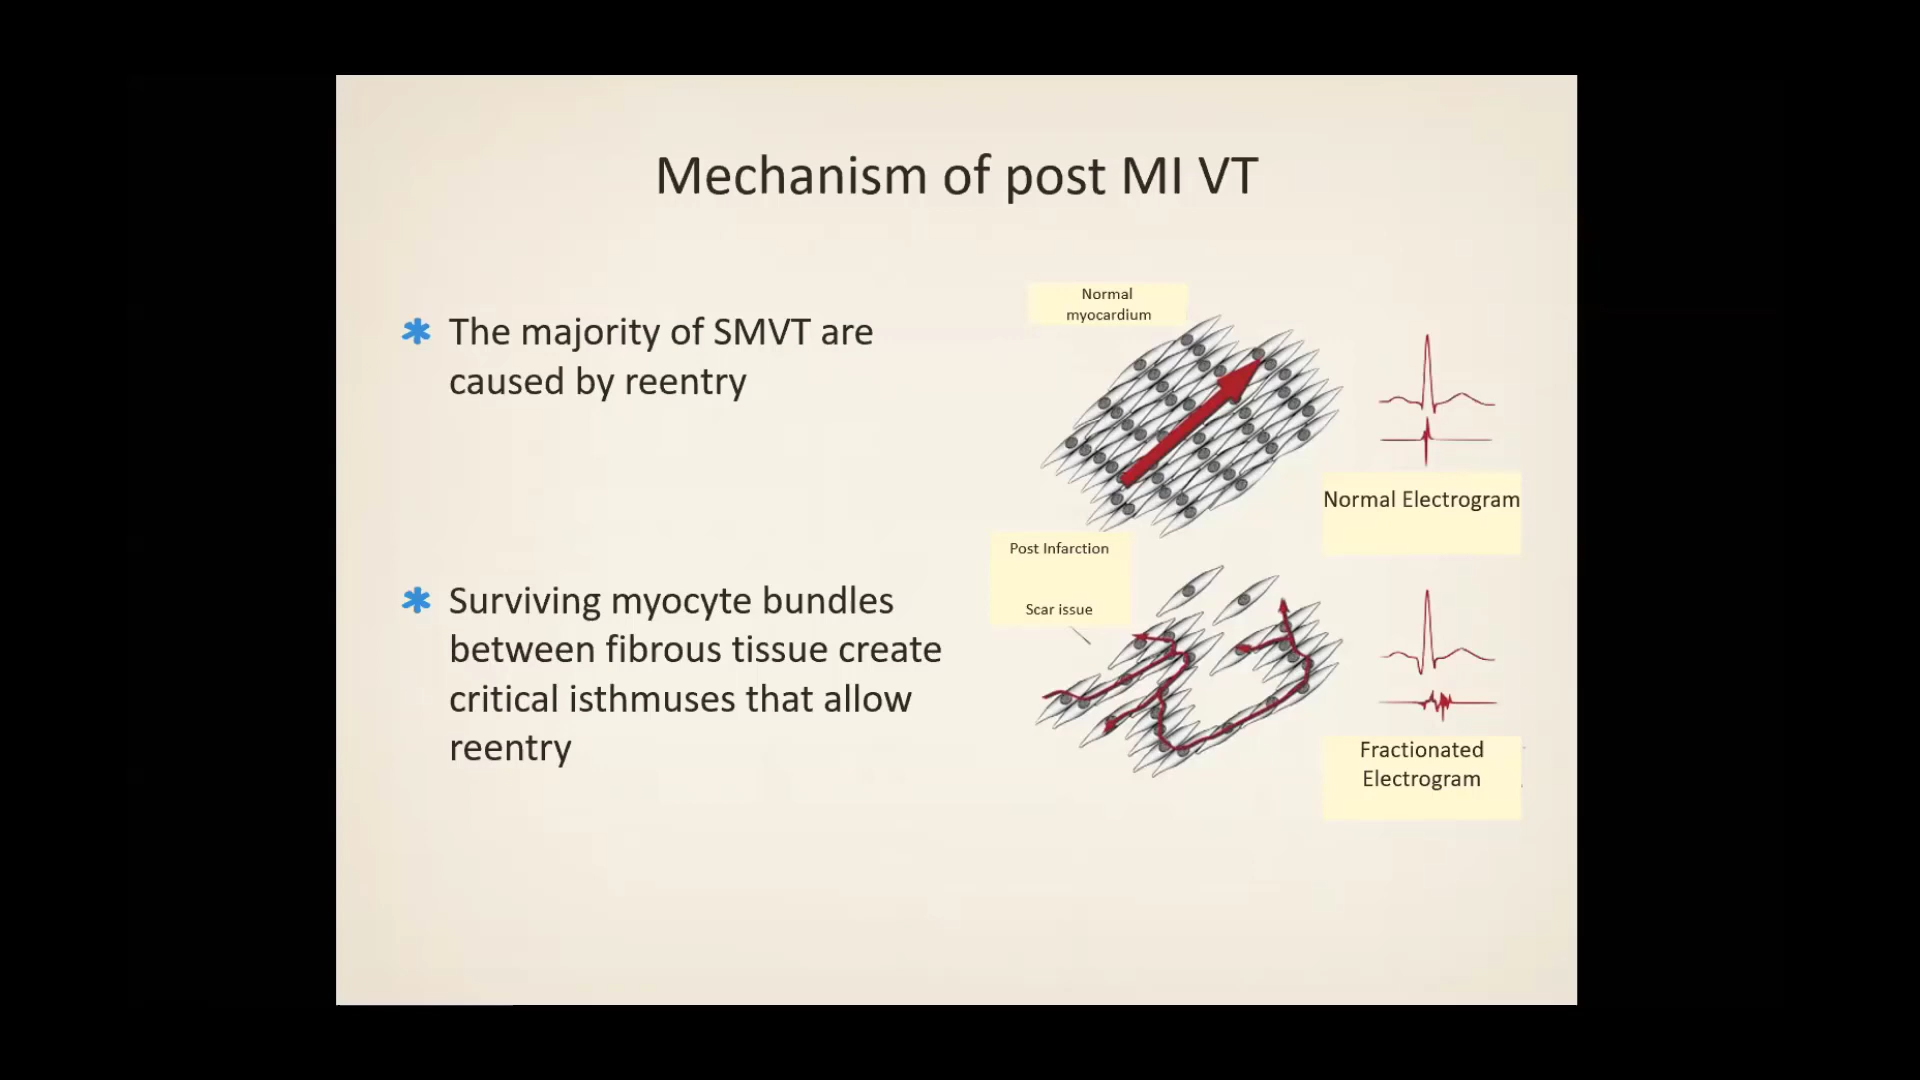 Mechanism of post MI VT
The majority of SMVT are
caused by reentry
Surviving myocyte bundles
between fibrous tissue create
critical isthmuses that allow
reentry
Normal
myocardium
Normal Electrogram
Post Infarction
Scar issue
Fractionated
Electrogram